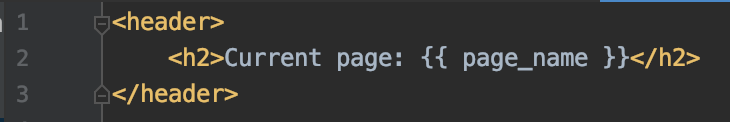 1 <header>
2     <h2>Current page: {{ page_name }}</h2>
3 </header>